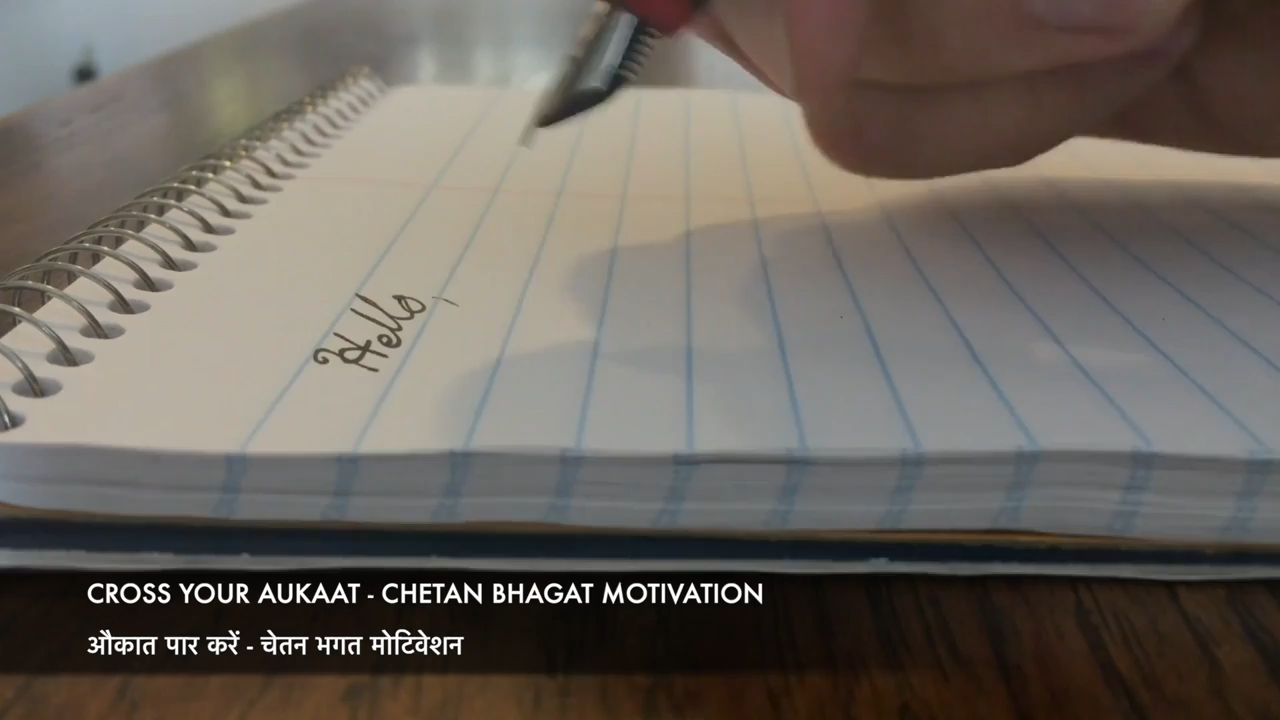 Hello,
CROSS YOUR AUKAAT - CHETAN BHAGAT MOTIVATION
औकात पार करें - चेतन भगत मोटिवेशन